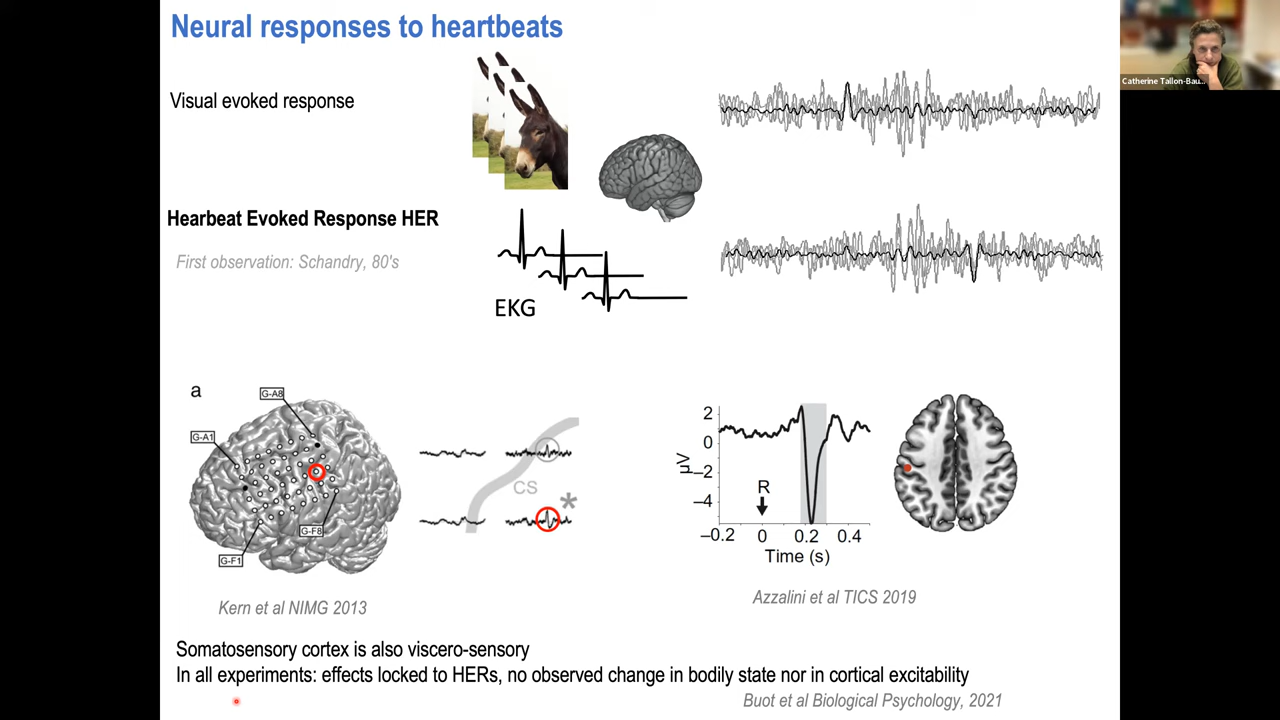 Neural responses to heartbeats
Catherine Tallon-Bau...
Visual evoked response
Hearbeat Evoked Response HER
First observation: Schandry, 80's
EKG
a
G-A8
G-A1
G-F8
G-F1
CS
*
2
0
−2
−4
μV
R
−0.2 0 0.2 0.4
Time (s)
Kern et al NIMG 2013
Azzalini et al TICS 2019
Somatosensory cortex is also viscero-sensory
In all experiments: effects locked to HERs, no observed change in bodily state nor in cortical excitability
Buot et al Biological Psychology, 2021